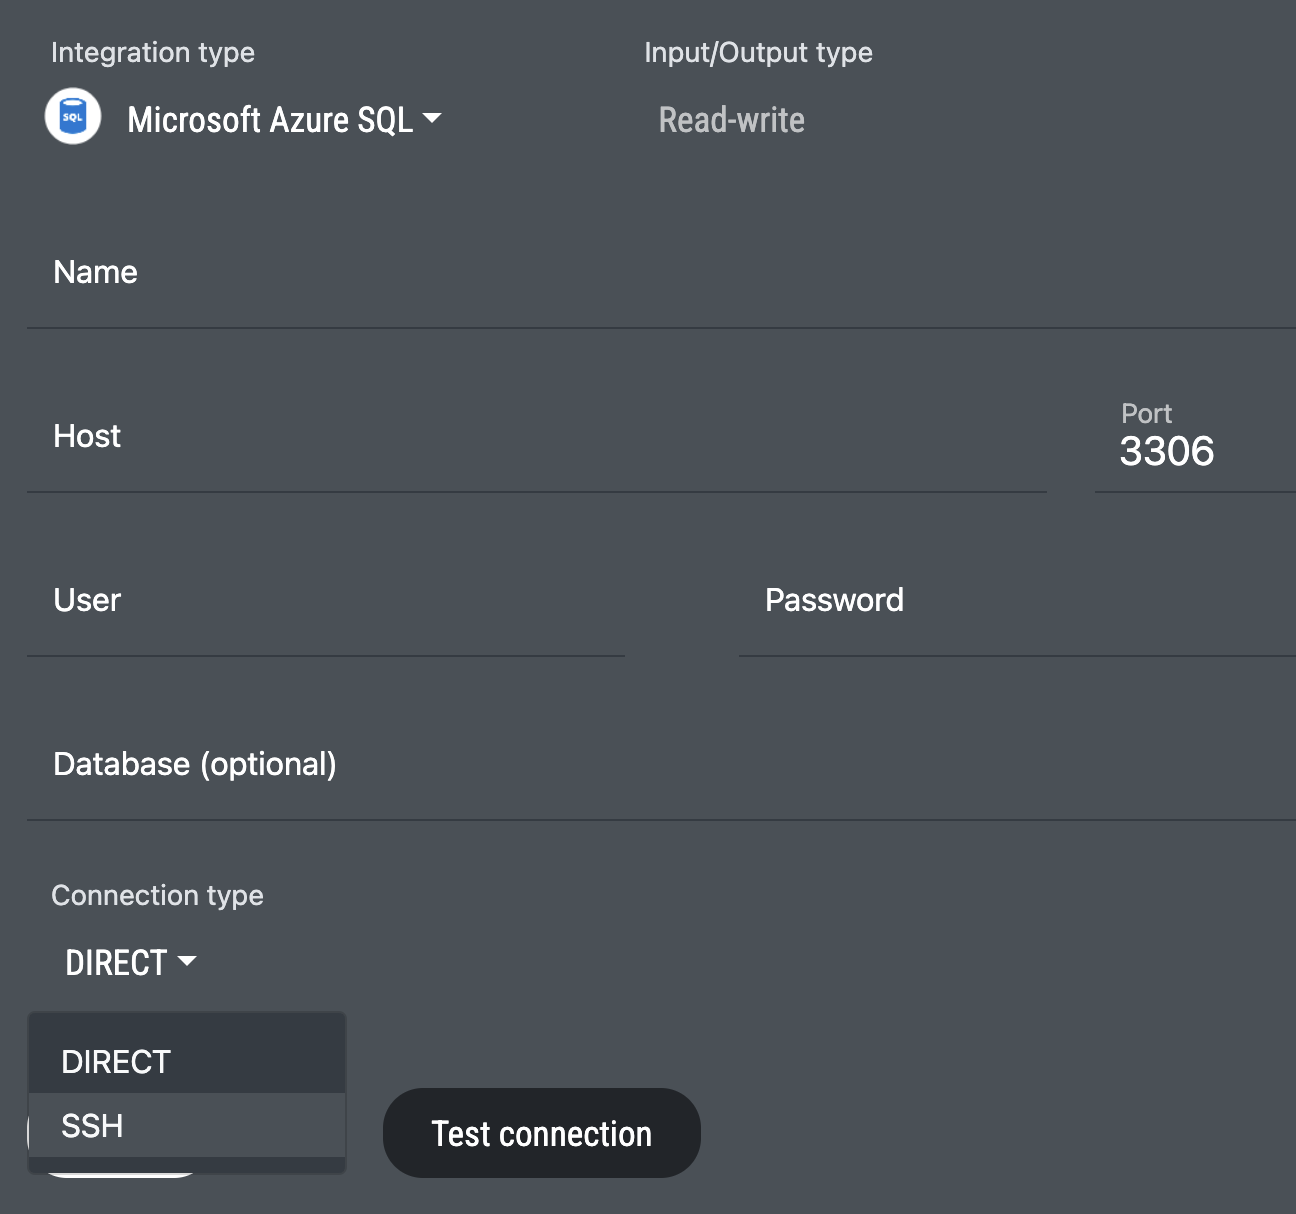 Integration type
Input/Output type
SQL
Microsoft Azure SQL
Read-write
Name
Host
Port
3306
User
Password
Database (optional)
Connection type
DIRECT
DIRECT
SSH
Test connection